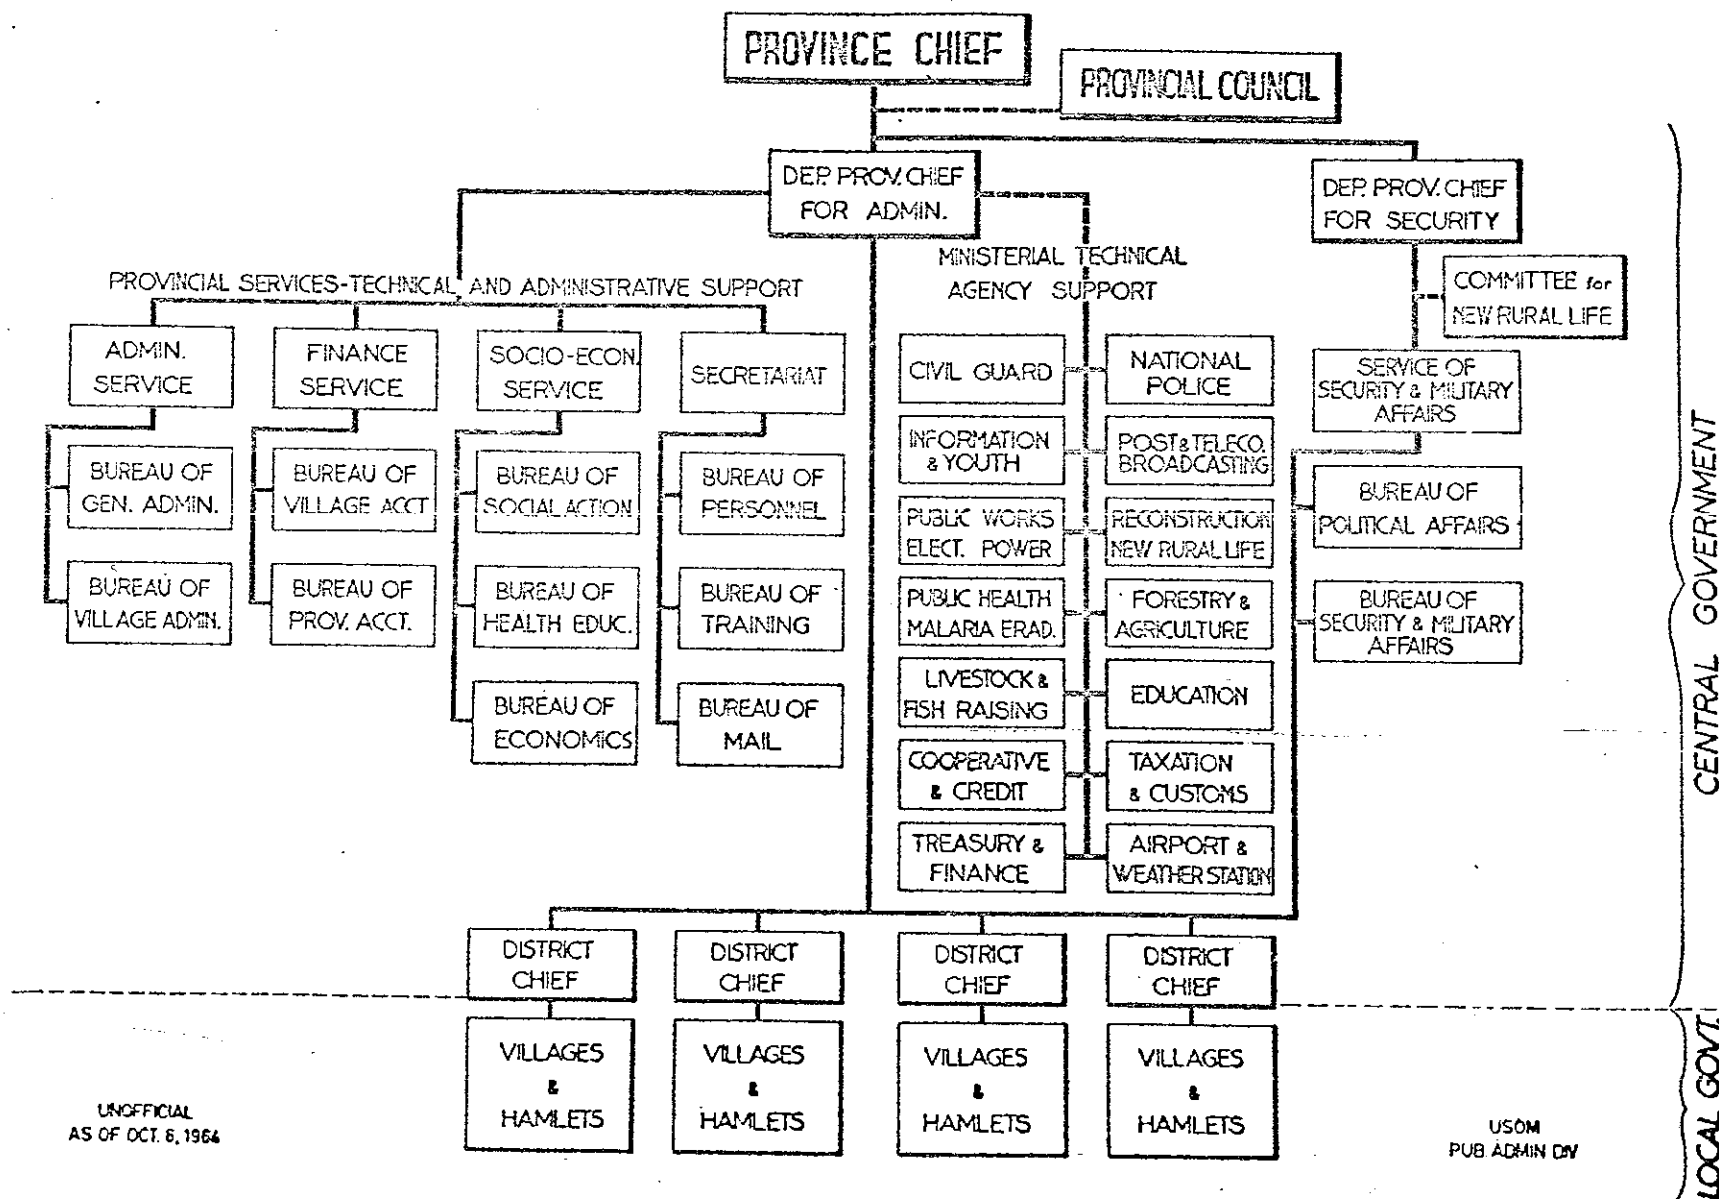 PROVINCE CHIEF
PROVINCIAL COUNCIL
DEP. PROV. CHIEF
FOR ADMIN.
DEP. PROV. CHIEF
FOR SECURITY
MINISTERIAL TECHNICAL
AGENCY SUPPORT
COMMITTEE for
NEW RURAL LIFE
PROVINCIAL SERVICES-TECHNICAL AND ADMINISTRATIVE SUPPORT
ADMIN.
SERVICE
FINANCE
SERVICE
SOCIO-ECON.
SERVICE
SECRETARIAT
BUREAU OF
GEN. ADMIN.
BUREAU OF
VILLAGE ACCT
BUREAU OF
SOCIAL ACTION
BUREAU OF
PERSONNEL
BUREAU OF
VILLAGE ADMIN.
BUREAU OF
PROV. ACCT.
BUREAU OF
HEALTH EDUC.
BUREAU OF
TRAINING
BUREAU OF
ECONOMICS
BUREAU OF
MAIL
CIVIL GUARD
NATIONAL
POLICE
INFORMATION
& YOUTH
POST & TELECO.
BROADCASTING
PUBLIC WORKS
ELECT. POWER
RECONSTRUCTION
NEW RURAL LIFE
PUBLIC HEALTH
MALARIA ERAD.
FORESTRY &
AGRICULTURE
LIVESTOCK &
FISH RAISING
EDUCATION
COOPERATIVE
& CREDIT
TAXATION
& CUSTOMS
TREASURY &
FINANCE
AIRPORT &
WEATHER STATION
SERVICE OF
SECURITY & MILITARY
AFFAIRS
BUREAU OF
POLITICAL AFFAIRS
BUREAU OF
SECURITY & MILITARY
AFFAIRS
DISTRICT
CHIEF
DISTRICT
CHIEF
DISTRICT
CHIEF
DISTRICT
CHIEF
VILLAGES
&
HAMLETS
VILLAGES
&
HAMLETS
VILLAGES
&
HAMLETS
VILLAGES
&
HAMLETS
CENTRAL GOVERNMENT
LOCAL GOVT.
UNOFFICIAL
AS OF OCT. 6, 1964
USOM
PUB. ADMIN DIV